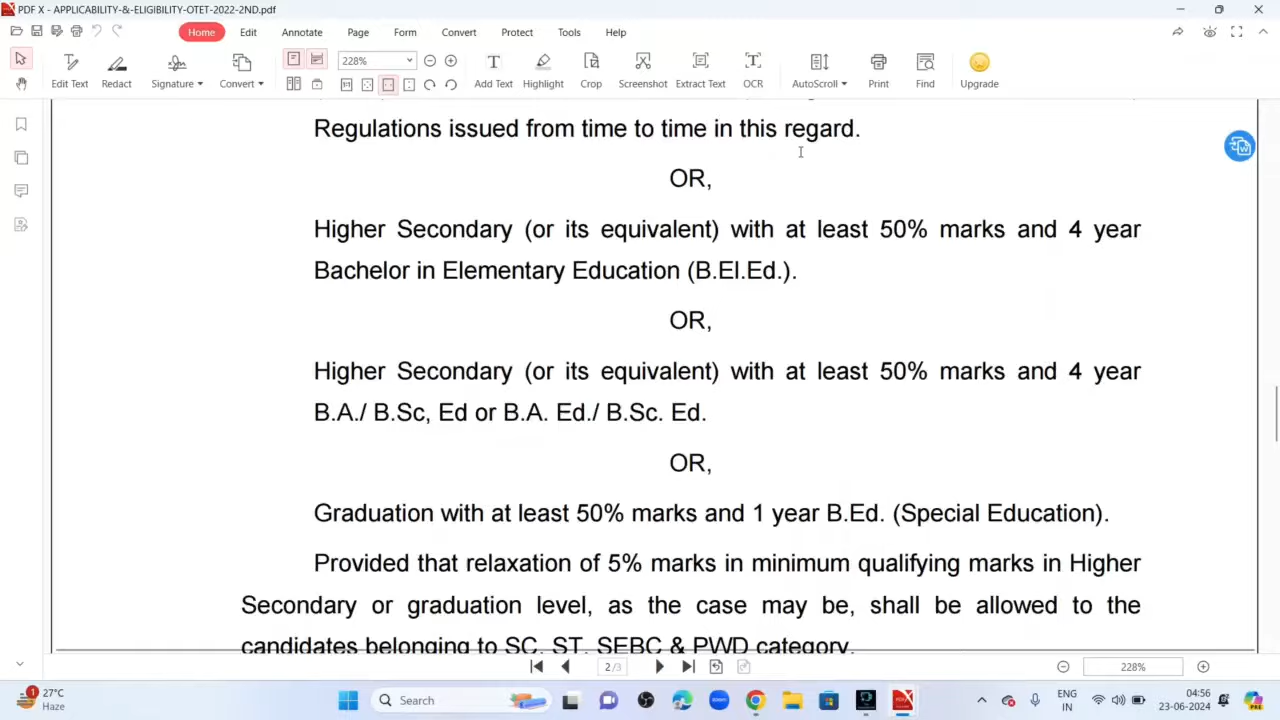 PDF X - APPLICABILITY-&-ELIGIBILITY-OTET-2022-2ND.pdf
Home Edit Annotate Page Form Convert Protect Tools Help
228%
Edit Text Redact Signature Convert Add Text Highlight Crop Screenshot Extract Text OCR AutoScroll Print Find Upgrade
Regulations issued from time to time in this regard.
OR,
Higher Secondary (or its equivalent) with at least 50% marks and 4 year
Bachelor in Elementary Education (B.El.Ed.).
OR,
Higher Secondary (or its equivalent) with at least 50% marks and 4 year
B.A./ B.Sc, Ed or B.A. Ed./ B.Sc. Ed.
OR,
Graduation with at least 50% marks and 1 year B.Ed. (Special Education).
Provided that relaxation of 5% marks in minimum qualifying marks in Higher
Secondary or graduation level, as the case may be, shall be allowed to the
candidates belonging to SC, ST, SEBC & PWD category.
2/3
228%
1
27°C
Haze
Search
zoom
ENG
IN
04:56
23-06-2024